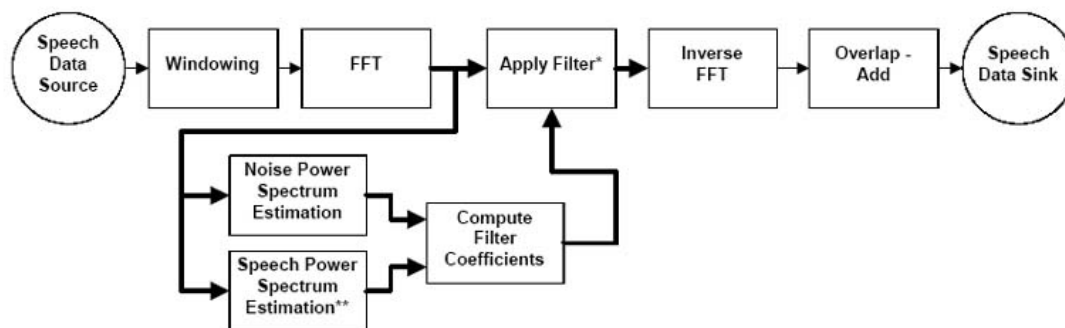 Speech
Data
Source
Windowing
FFT
Apply Filter*
Inverse
FFT
Overlap -
Add
Speech
Data Sink
Noise Power
Spectrum
Estimation
Compute
Filter
Coefficients
Speech Power
Spectrum
Estimation**